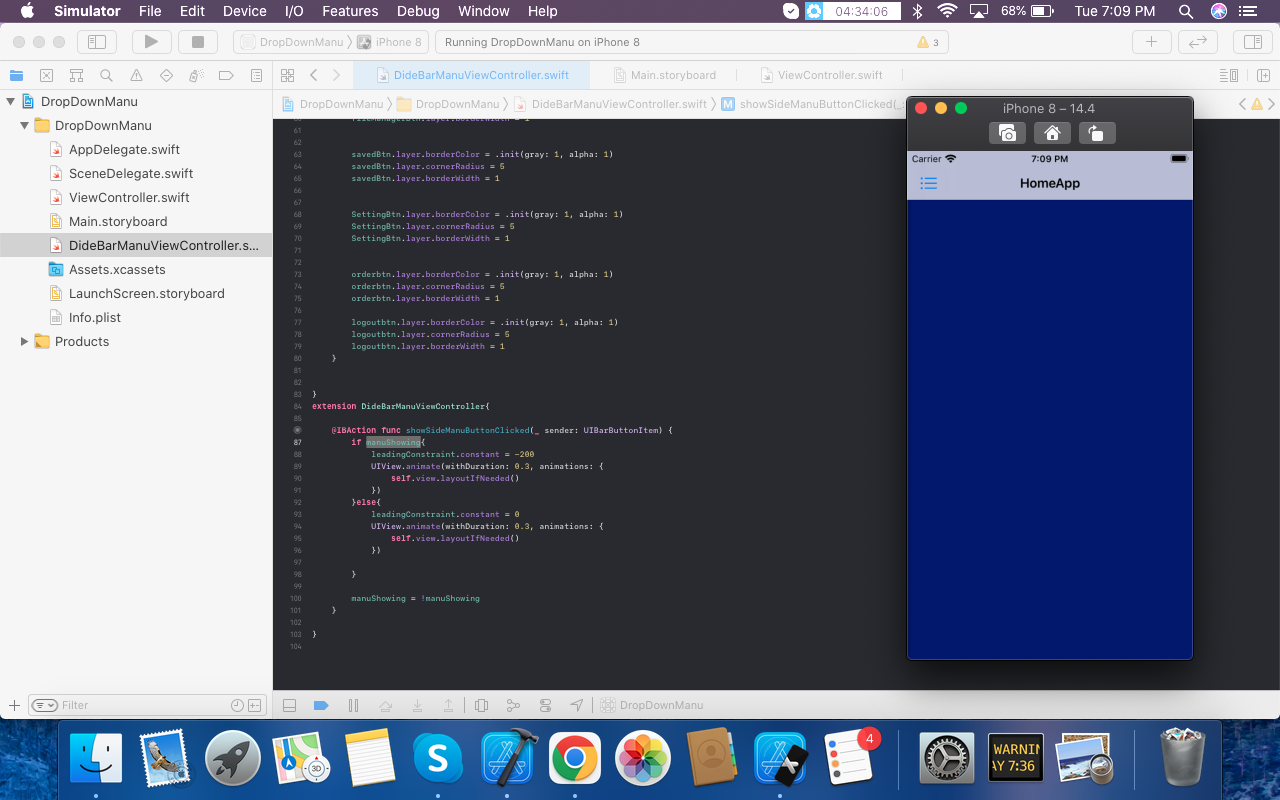 Simulator File Edit Device I/O Features Debug Window Help 04:34:06 68% Tue 7:09 PM
DropDownManu iPhone 8 Running DropDownManu on iPhone 8 3
DideBarManuViewController.swift Main.storyboard ViewController.swift
DropDownManu
DropDownManu
AppDelegate.swift
SceneDelegate.swift
ViewController.swift
Main.storyboard
DideBarManuViewController.s...
Assets.xcassets
LaunchScreen.storyboard
Info.plist
Products
Filter
DropDownManu DropDownManu DideBarManuViewController.swift M showSideManuButtonClicked(_
61
62
63 savedBtn.layer.borderColor = .init(gray: 1, alpha: 1)
64 savedBtn.layer.cornerRadius = 5
65 savedBtn.layer.borderWidth = 1
66
67
68 SettingBtn.layer.borderColor = .init(gray: 1, alpha: 1)
69 SettingBtn.layer.cornerRadius = 5
70 SettingBtn.layer.borderWidth = 1
71
72
73 orderbtn.layer.borderColor = .init(gray: 1, alpha: 1)
74 orderbtn.layer.cornerRadius = 5
75 orderbtn.layer.borderWidth = 1
76
77 logoutbtn.layer.borderColor = .init(gray: 1, alpha: 1)
78 logoutbtn.layer.cornerRadius = 5
79 logoutbtn.layer.borderWidth = 1
80 }
81
82
83 }
84 extension DideBarManuViewController{
85
@IBAction func showSideManuButtonClicked(_ sender: UIBarButtonItem) {
87 if manuShowing{
88 leadingConstraint.constant = -200
89 UIView.animate(withDuration: 0.3, animations: {
90 self.view.layoutIfNeeded()
91 })
92 }else{
93 leadingConstraint.constant = 0
94 UIView.animate(withDuration: 0.3, animations: {
95 self.view.layoutIfNeeded()
96 })
97
98 }
99
100 manuShowing = !manuShowing
101 }
102
103 }
104
DropDownManu
iPhone 8 – 14.4
Carrier 7:09 PM
HomeApp
3D
S
4
WARNIN
AY 7:36